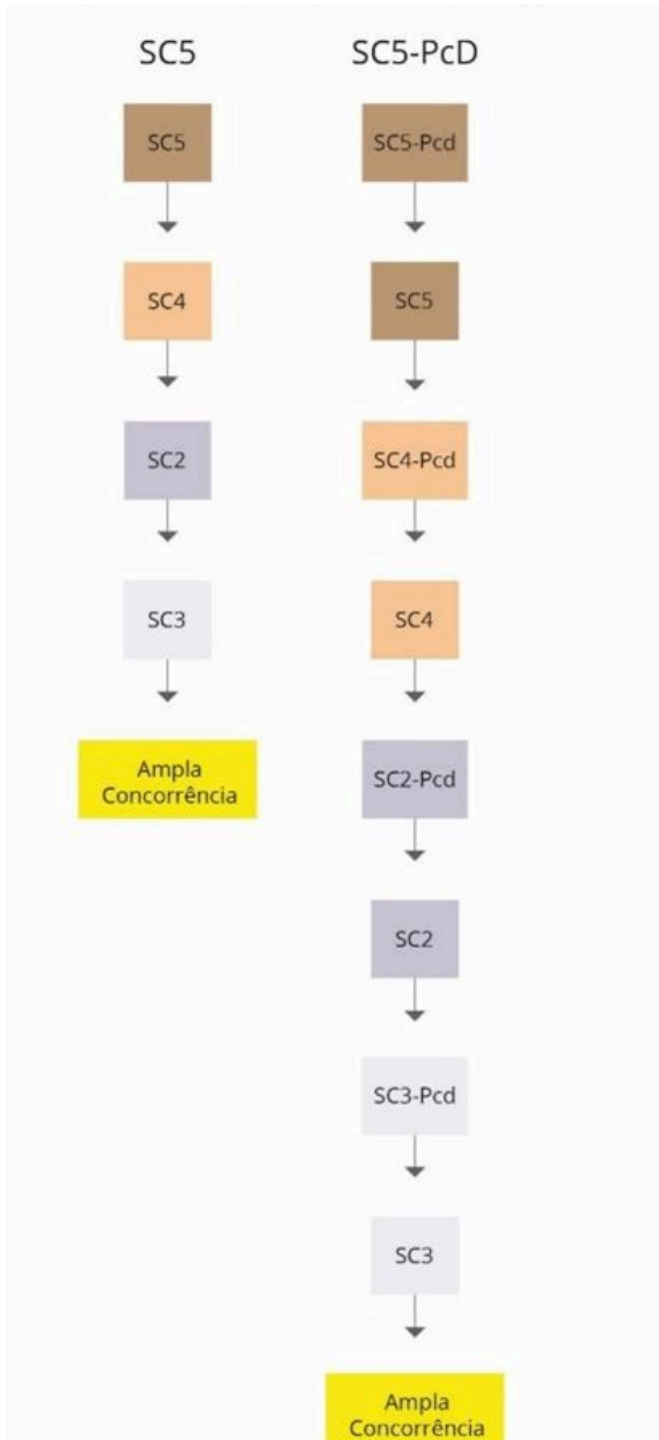 SC5
SC5
SC4
SC2
SC3
Ampla
Concorrência
SC5-PcD
SC5-Pcd
SC5
SC4-Pcd
SC4
SC2-Pcd
SC2
SC3-Pcd
SC3
Ampla
Concorrência